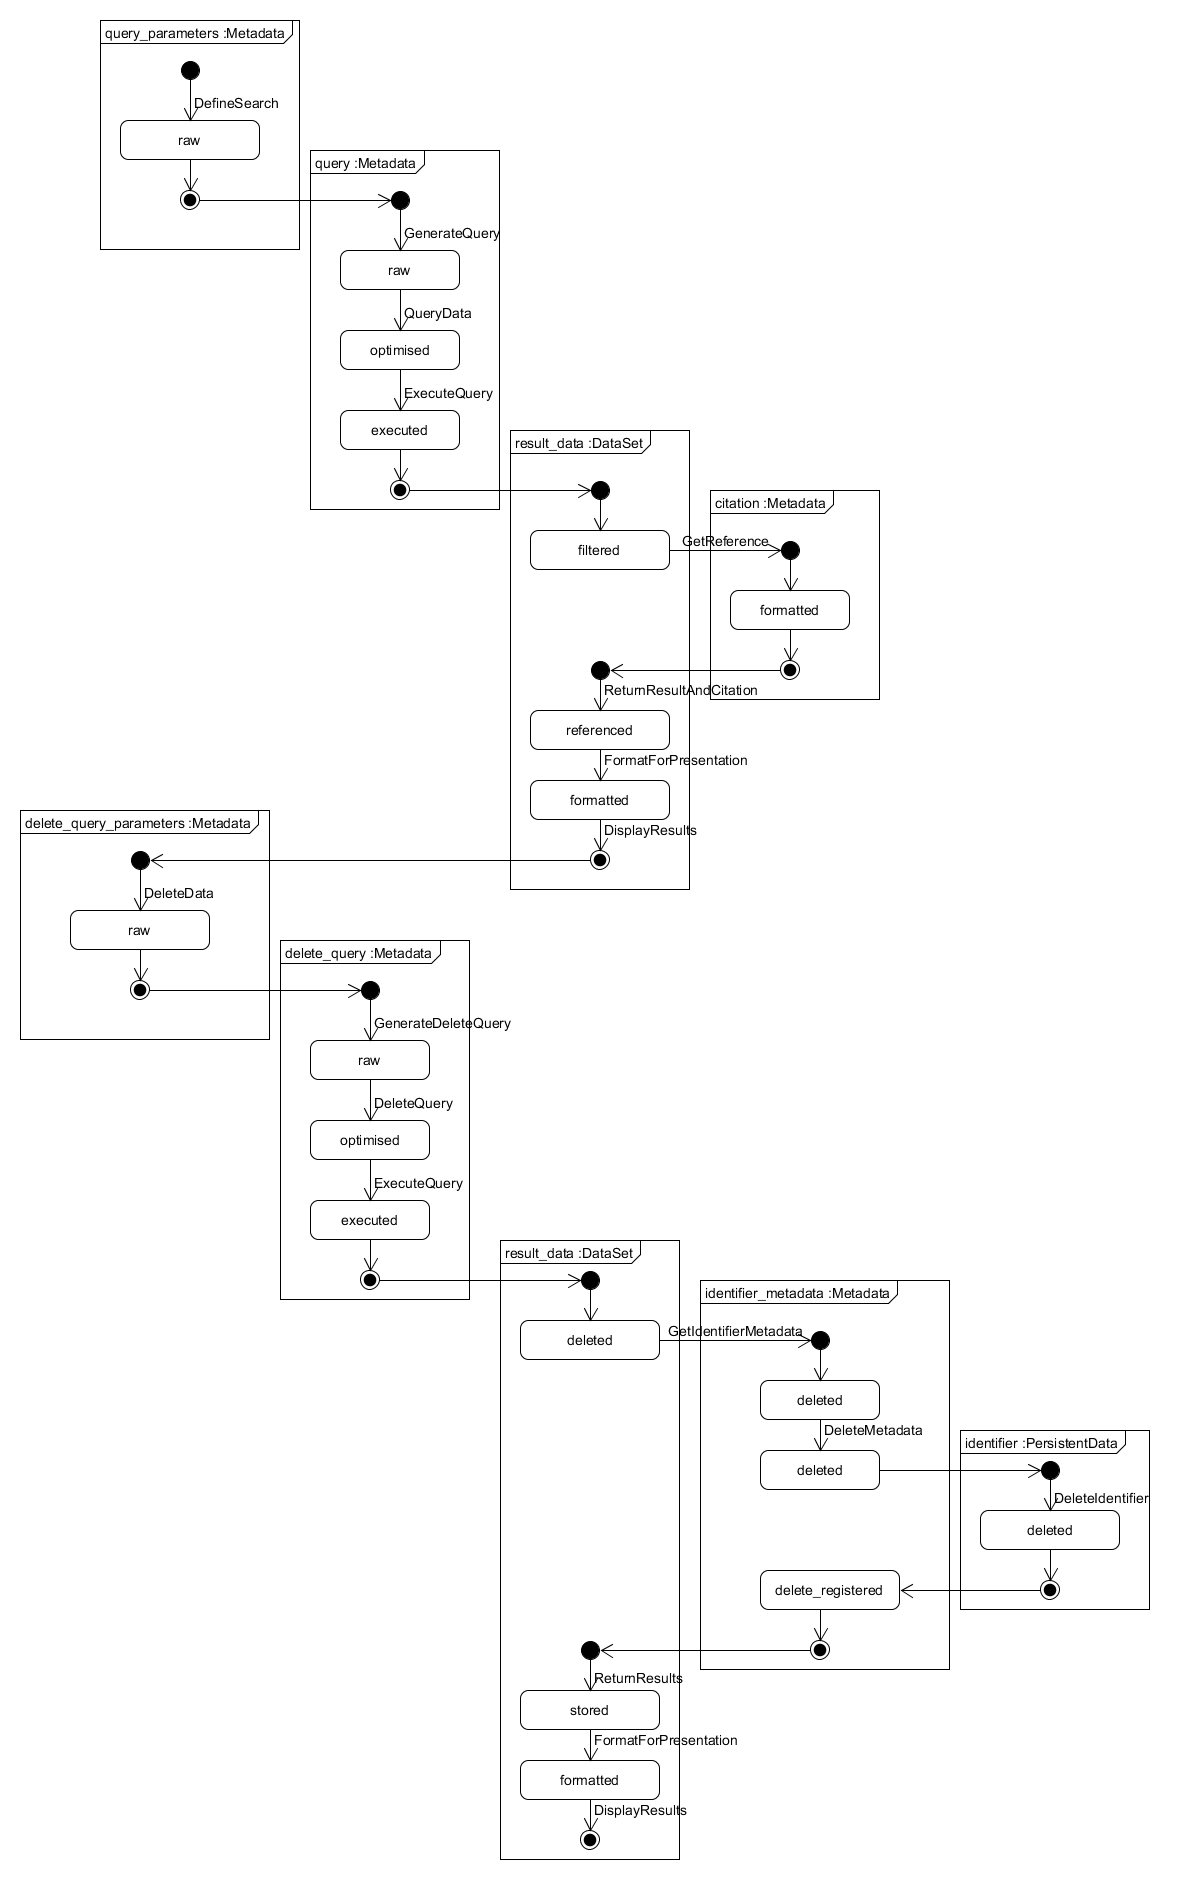 query_parameters :Metadata
DefineSearch
raw
query :Metadata
GenerateQuery
raw
QueryData
optimised
ExecuteQuery
executed
result_data :DataSet
citation :Metadata
GetReference
filtered
formatted
ReturnResultAndCitation
referenced
FormatForPresentation
formatted
delete_query_parameters :Metadata
DisplayResults
DeleteData
raw
delete_query :Metadata
GenerateDeleteQuery
raw
DeleteQuery
optimised
ExecuteQuery
executed
result_data :DataSet
identifier_metadata :Metadata
GetIdentifierMetadata
deleted
deleted
DeleteMetadata
identifier :PersistentData
deleted
DeleteIdentifier
deleted
delete_registered
ReturnResults
stored
FormatForPresentation
formatted
DisplayResults